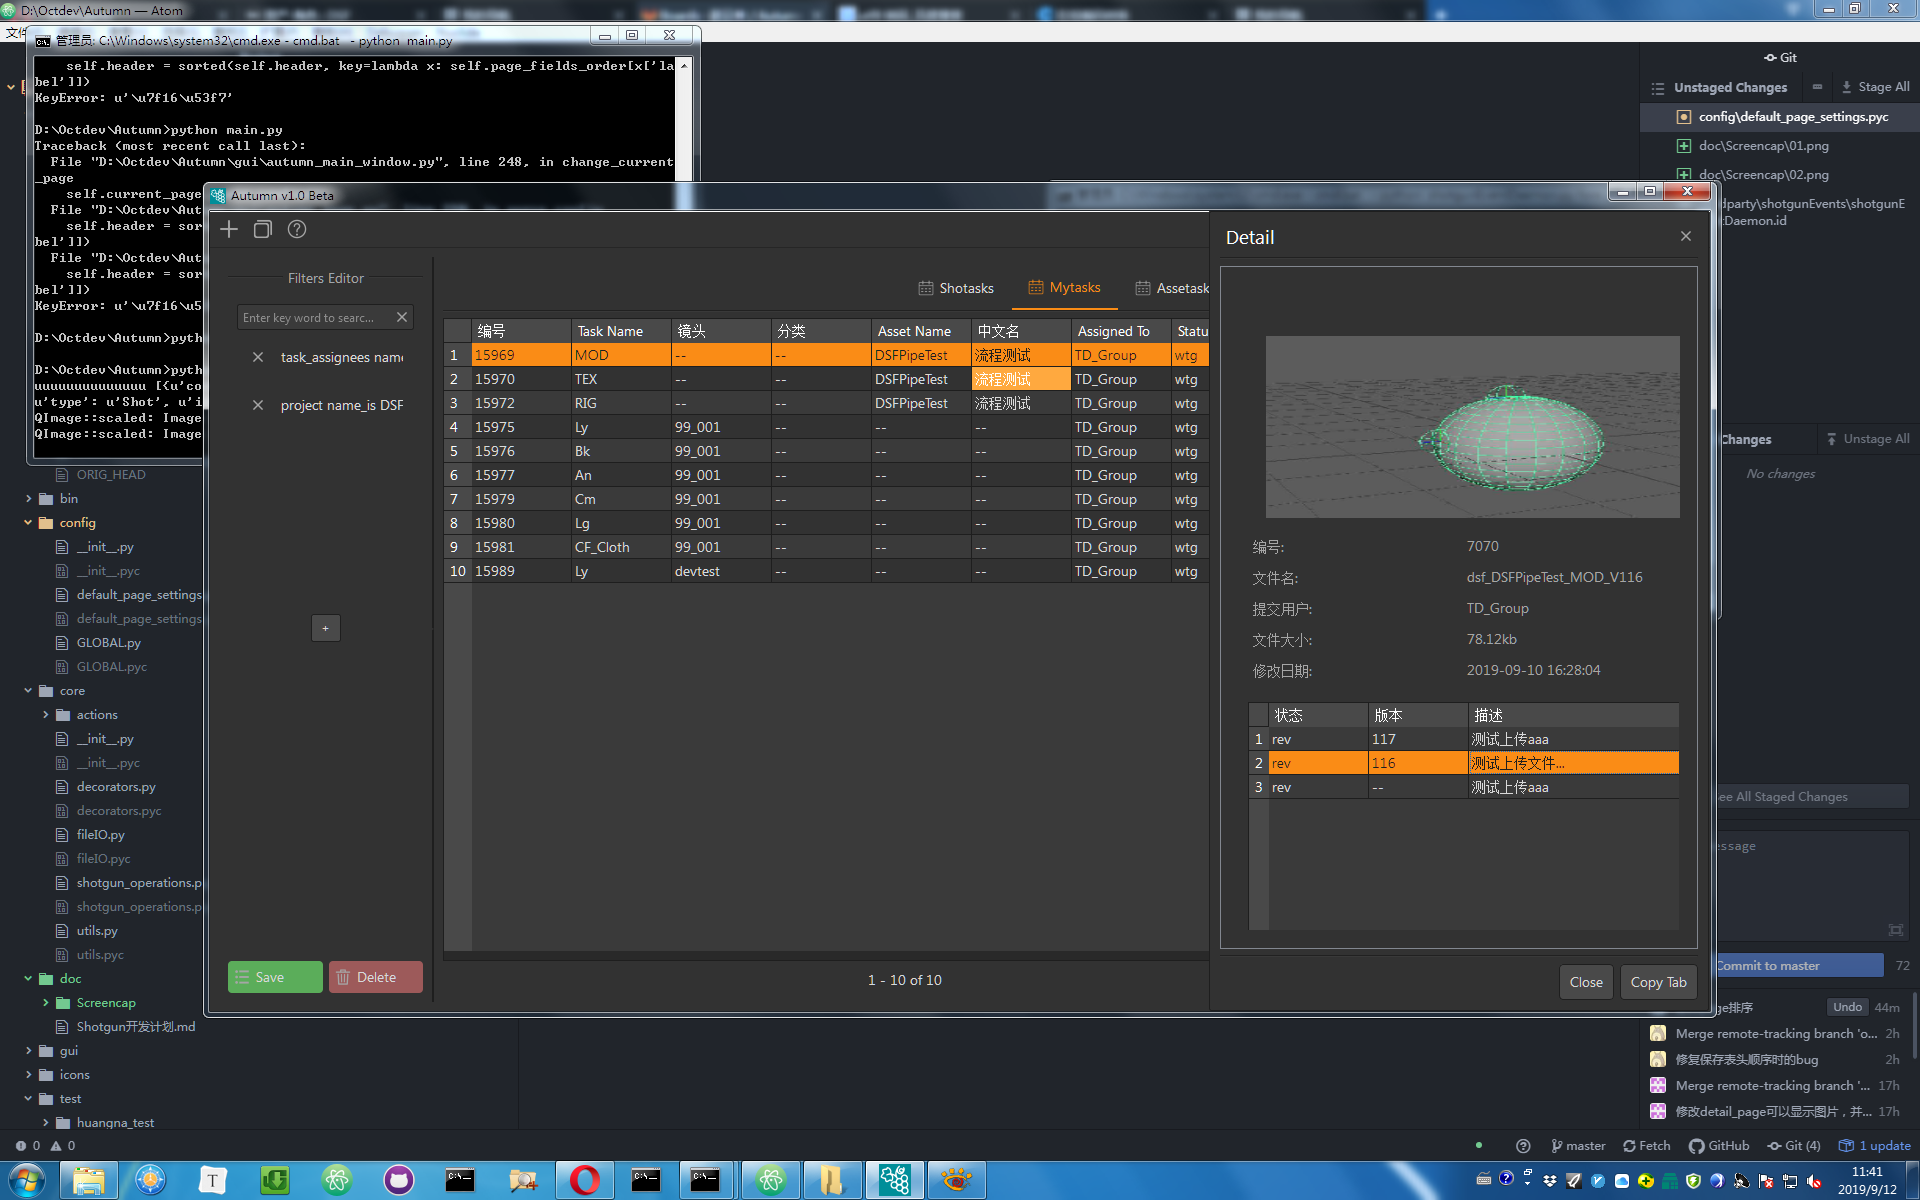 D:\Octdev\Autumn — Atom
管理员: C:\Windows\system32\cmd.exe - cmd.bat  - python  main.py
self.header = sorted(self.header, key=lambda x: self.page_fields_order[x['la
bel']])
KeyError: u'\u7f16\u53f7'
D:\Octdev\Autumn>python main.py
Traceback (most recent call last):
File "D:\Octdev\Autumn\gui\autumn_main_window.py", line 248, in change_current
_page
self.current_page
File "D:\Octdev\Aut
self.header = sor
bel']])
File "D:\Octdev\Aut
self.header = sor
bel']])
KeyError: u'\u7f16\u5
D:\Octdev\Autumn>pyth
D:\Octdev\Autumn>pyth
uuuuuuuuuuuuuuu [{u'co
u'type': u'Shot', u'i
QImage::scaled: Image
QImage::scaled: Image
ORIG_HEAD
bin
config
__init__.py
__init__.pyc
default_page_settings
default_page_settings
GLOBAL.py
GLOBAL.pyc
core
actions
__init__.py
__init__.pyc
decorators.py
decorators.pyc
fileIO.py
fileIO.pyc
shotgun_operations.p
shotgun_operations.p
utils.py
utils.pyc
doc
Screencap
Shotgun开发计划.md
gui
icons
test
huangna_test
Autumn v1.0 Beta
Filters Editor
Enter key word to searc...
task_assignees name
project name_is DSF
+
Save
Delete
Shotasks
Mytasks
Assetask
编号 Task Name 镜头 分类 Asset Name 中文名 Assigned To Statu
1 15969 MOD -- -- DSFPipeTest 流程测试 TD_Group wtg
2 15970 TEX -- -- DSFPipeTest 流程测试 TD_Group wtg
3 15972 RIG -- -- DSFPipeTest 流程测试 TD_Group wtg
4 15975 Ly 99_001 -- -- -- TD_Group wtg
5 15976 Bk 99_001 -- -- -- TD_Group wtg
6 15977 An 99_001 -- -- -- TD_Group wtg
7 15979 Cm 99_001 -- -- -- TD_Group wtg
8 15980 Lg 99_001 -- -- -- TD_Group wtg
9 15981 CF_Cloth 99_001 -- -- -- TD_Group wtg
10 15989 Ly devtest -- -- -- TD_Group wtg
1 - 10 of 10
Detail
编号: 7070
文件名: dsf_DSFPipeTest_MOD_V116
提交用户: TD_Group
文件大小: 78.12kb
修改日期: 2019-09-10 16:28:04
状态 版本 描述
1 rev 117 测试上传aaa
2 rev 116 测试上传文件...
3 rev -- 测试上传aaa
Close
Copy Tab
Git
Unstaged Changes
Stage All
config\default_page_settings.pyc
doc\Screencap\01.png
doc\Screencap\02.png
dparty\shotgunEvents\shotgunE
tDaemon.id
Changes
Unstage All
No changes
ee All Staged Changes
essage
Commit to master
72
ge排序 Undo 44m
Merge remote-tracking branch 'o... 2h
修复保存表头顺序时的bug 2h
Merge remote-tracking branch '... 17h
修改detail_page可以显示图片，并... 17h
0 0
master
Fetch
GitHub
Git (4)
1 update
11:41
2019/9/12